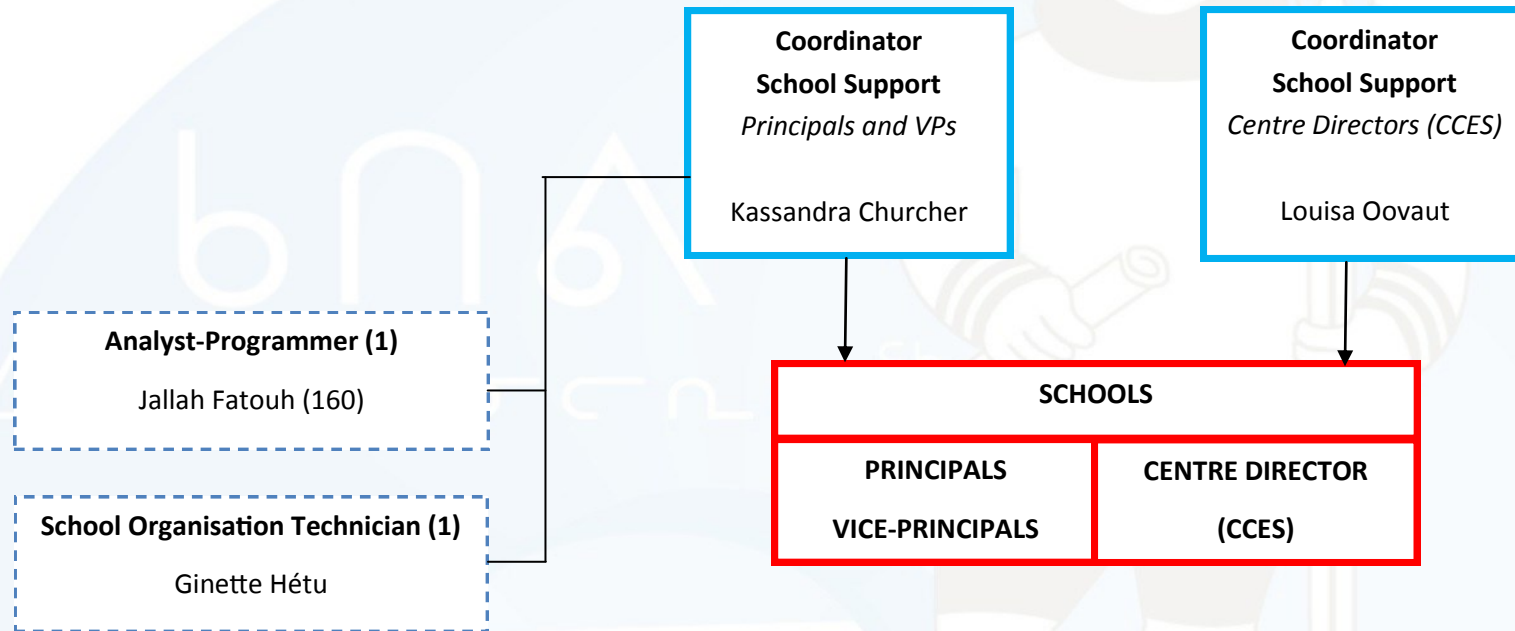 Coordinator
School Support
Principals and VPs
Kassandra Churcher
Coordinator
School Support
Centre Directors (CCES)
Louisa Oovaut
Analyst-Programmer (1)
Jallah Fatouh (160)
School Organisation Technician (1)
Ginette Hétu
SCHOOLS
PRINCIPALS
VICE-PRINCIPALS
CENTRE DIRECTOR
(CCES)